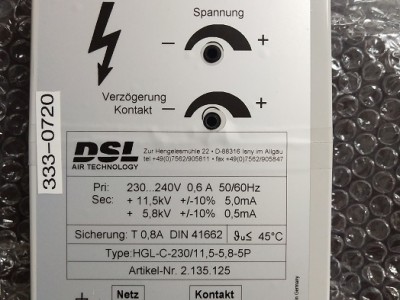 Spannung
− +
Verzögerung
Kontakt
− +
333–0720
DSL
AIR TECHNOLOGY
Zur Hengelesmühle 22 • D-88316 Isny im Allgäu
tel +49(0)7562/905811 • fax +49(0)7562/905847
Pri: 230...240V 0,6 A 50/60Hz
Sec: + 11,5kV +/-10% 5,0mA
+ 5,8kV +/-10% 0,5mA
Sicherung: T 0,8A DIN 41662 ϑu≤ 45°C
Type:HGL-C-230/11,5-5,8-5P
Artikel-Nr. 2.135.125
+ Netz Kontakt
Germany